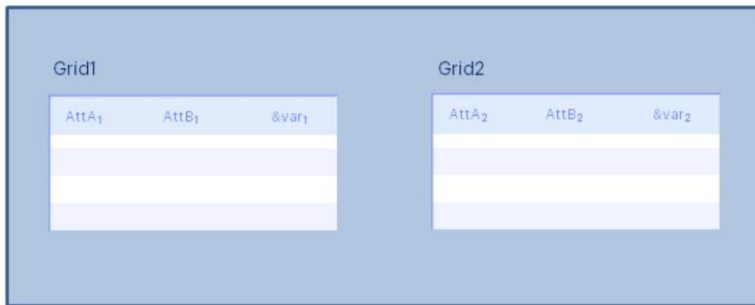 Grid1
AttA₁ AttB₁ &var₁
Grid2
AttA₂ AttB₂ &var₂